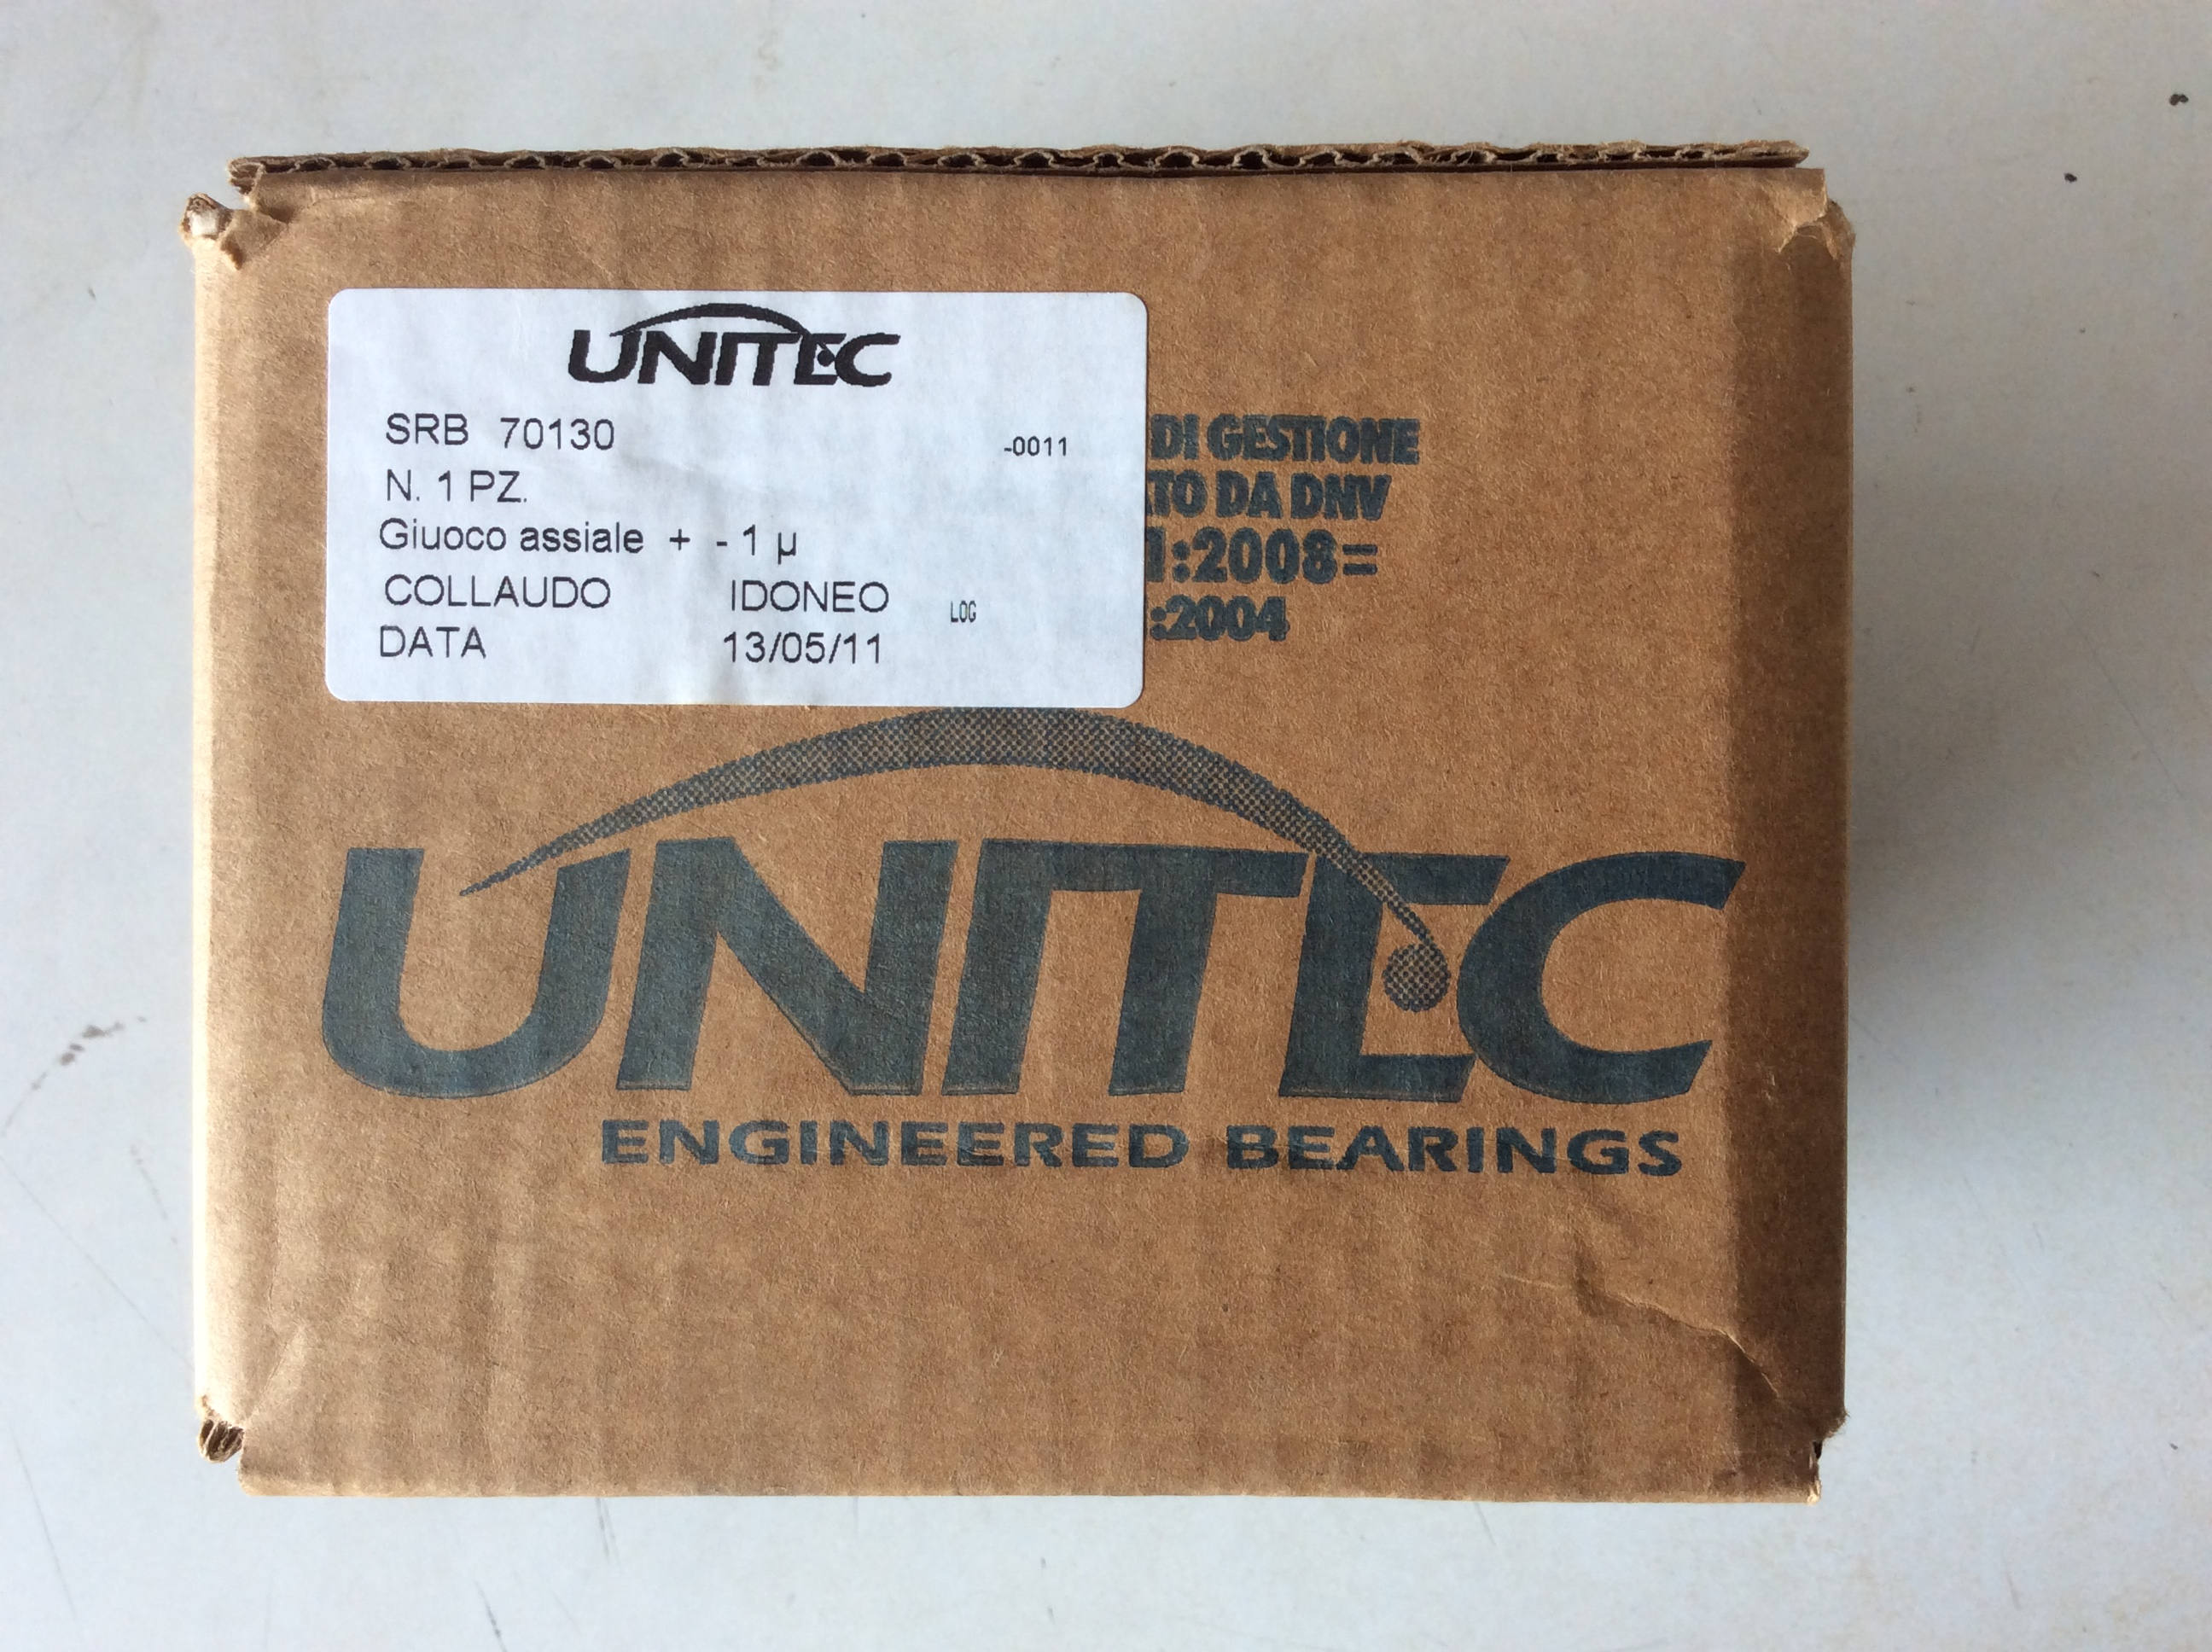 UNITEC
SRB 70130 -0011
N. 1 PZ.
Giuoco assiale + - 1 µ
COLLAUDO IDONEO LOG
DATA 13/05/11
DI GESTIONE
TO DA DNV
1:2008=
:2004
UNITEC
ENGINEERED BEARINGS